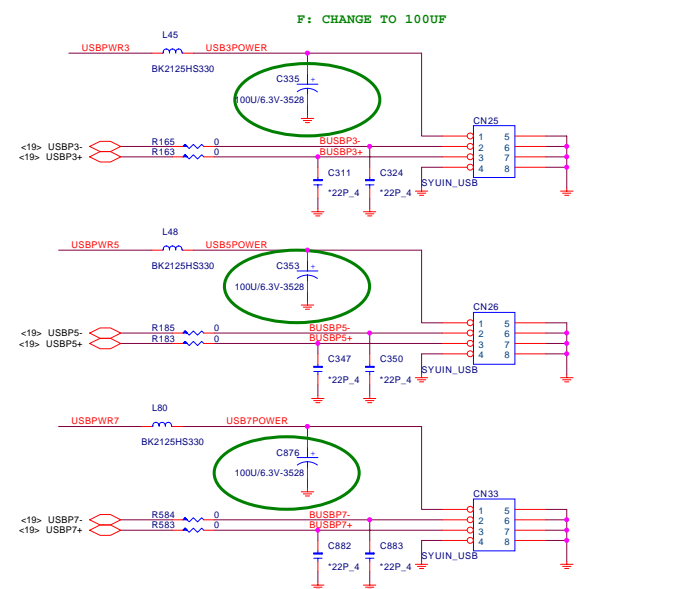 F: CHANGE TO 100UF
L45
USBPWR3 USB3POWER
BK2125HS330
C335 +
100U/6.3V-3528
CN25
1 5
2 6
3 7
4 8
<19> USBP3- R165 0 BUSBP3-
<19> USBP3+ R163 0 BUSBP3+
C311 C324
*22P_4 *22P_4
SYUIN_USB
L48
USBPWR5 USB5POWER
BK2125HS330
C353 +
100U/6.3V-3528
CN26
1 5
2 6
3 7
4 8
<19> USBP5- R185 0 BUSBP5-
<19> USBP5+ R183 0 BUSBP5+
C347 C350
*22P_4 *22P_4
SYUIN_USB
L80
USBPWR7 USB7POWER
BK2125HS330
C876 +
100U/6.3V-3528
CN33
1 5
2 6
3 7
4 8
<19> USBP7- R584 0 BUSBP7-
<19> USBP7+ R583 0 BUSBP7+
C882 C883
*22P_4 *22P_4
SYUIN_USB